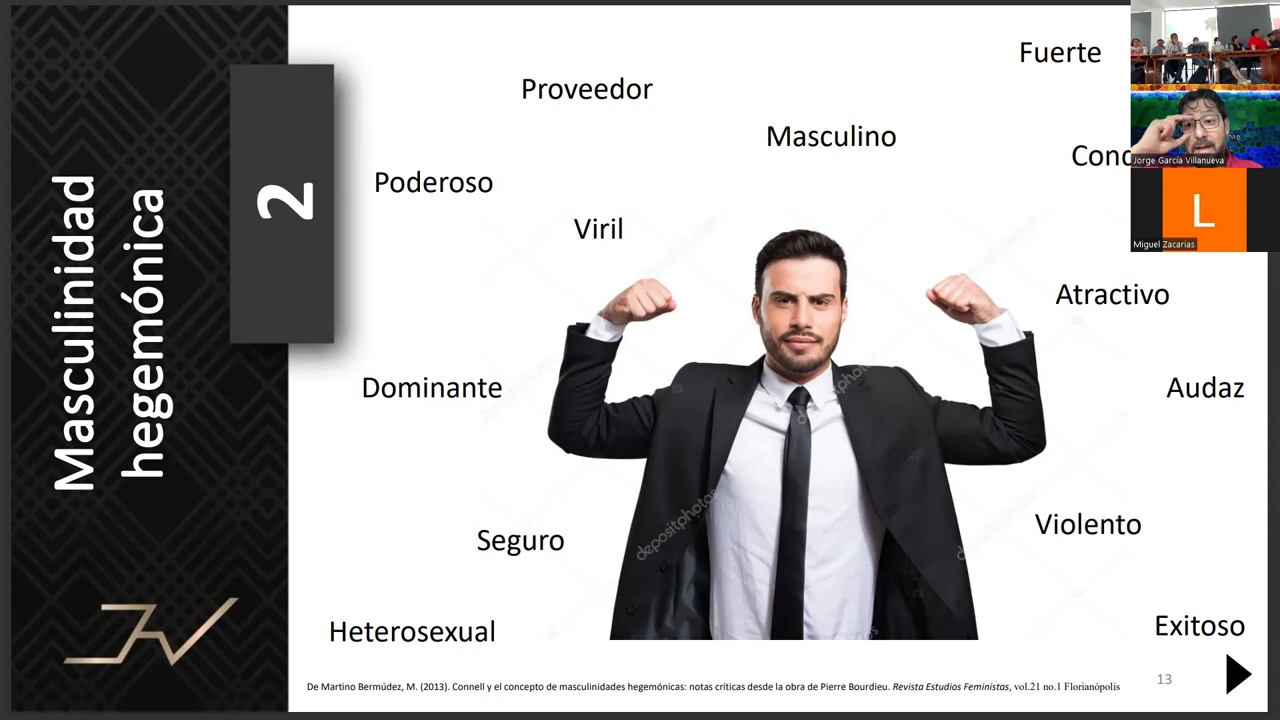 Masculinidad
hegemónica
2
Fuerte
Proveedor
Masculino
Jorge García Villanueva
Poderoso
Viril
L
Miguel Zacarias
Atractivo
Dominante
Audaz
depositphotos
Violento
Seguro
Heterosexual
Exitoso
JV
De Martino Bermúdez, M. (2013). Connell y el concepto de masculinidades hegemónicas: notas críticas desde la obra de Pierre Bourdieu. Revista Estudios Feministas, vol.21 no.1 Florianópolis
13